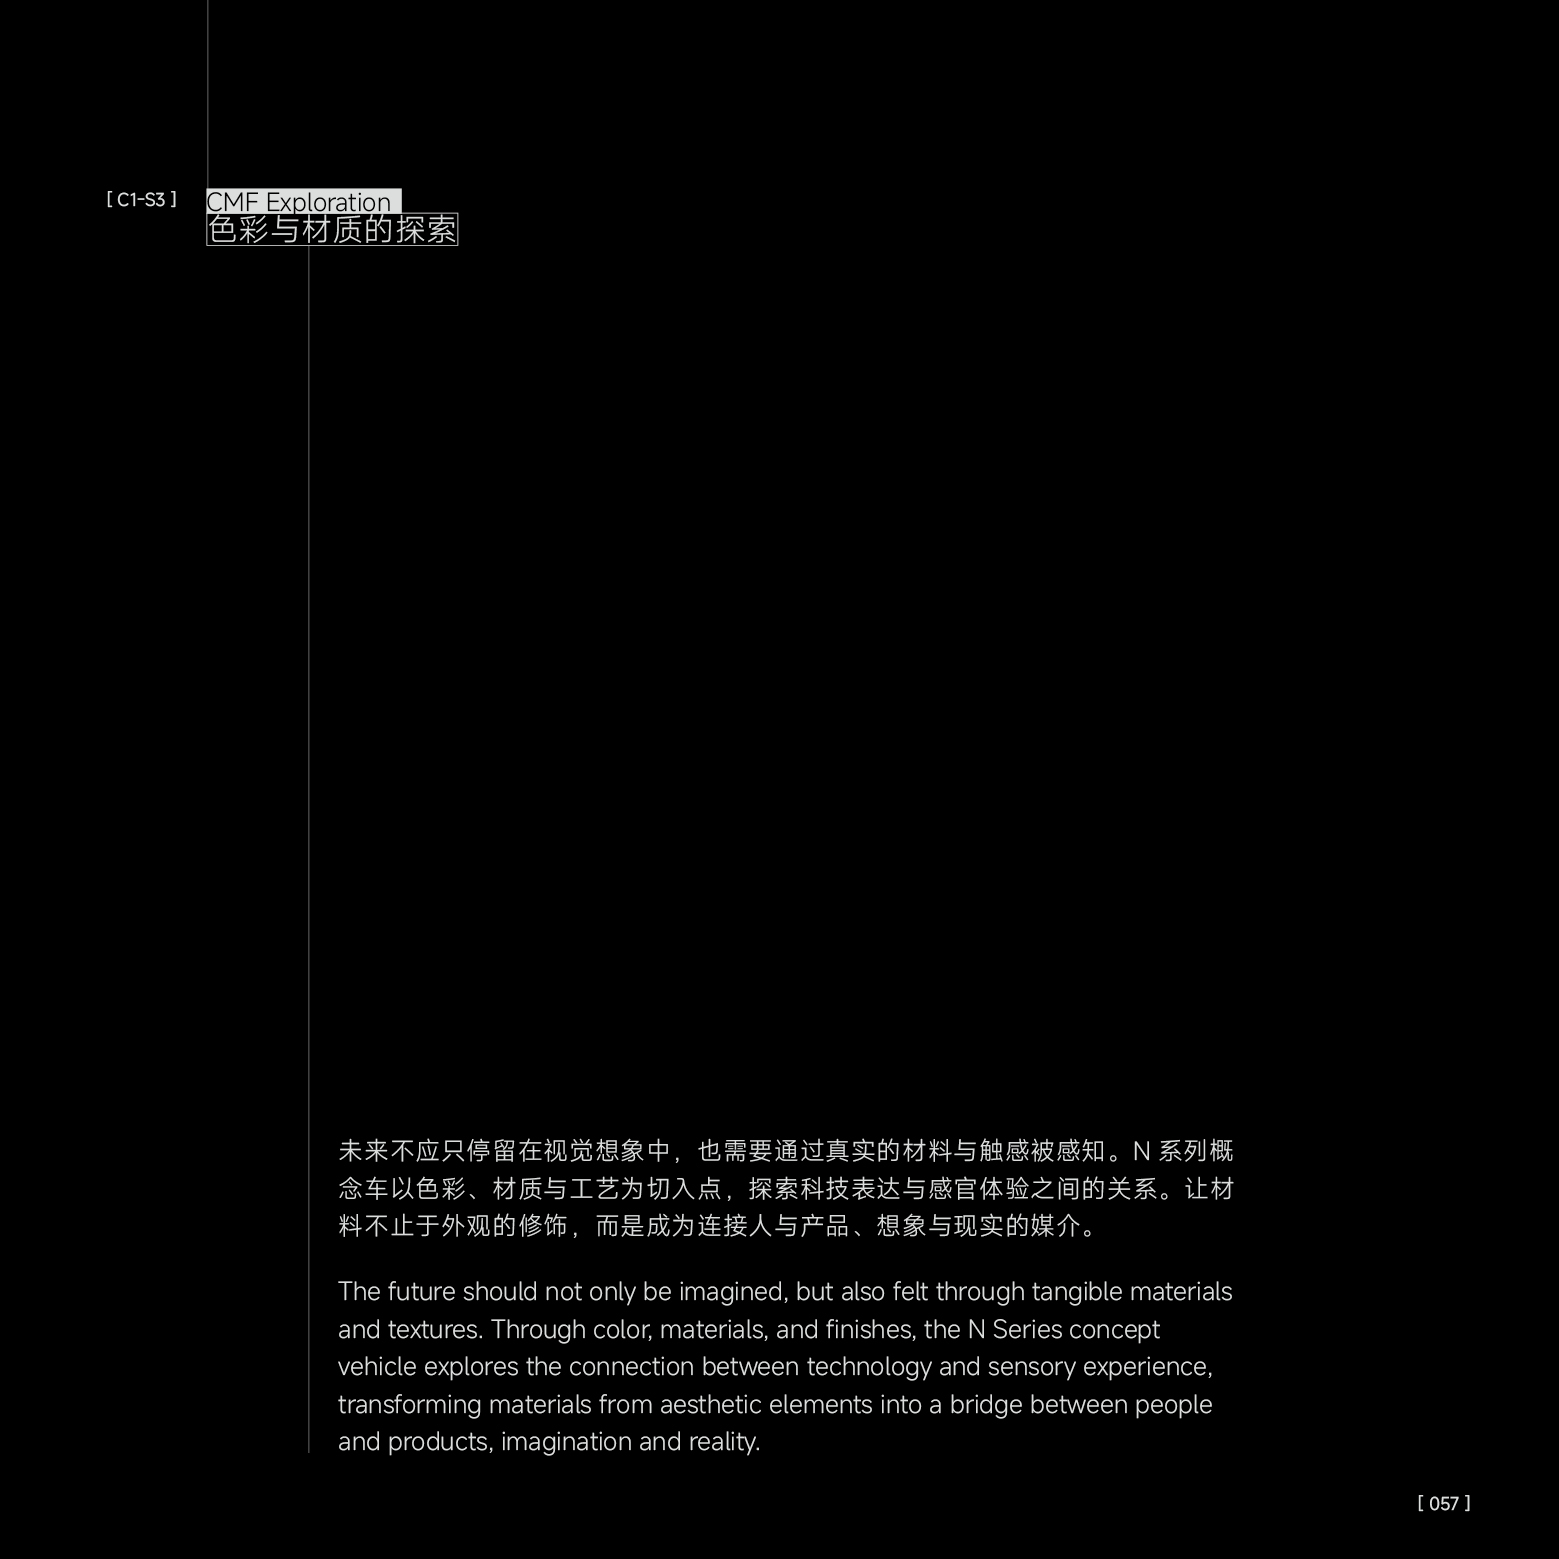 [ C1-S3 ]
CMF Exploration
色彩与材质的探索
未来不应只停留在视觉想象中，也需要通过真实的材料与触感被感知。N 系列概
念车以色彩、材质与工艺为切入点，探索科技表达与感官体验之间的关系。让材
料不止于外观的修饰，而是成为连接人与产品、想象与现实的媒介。
The future should not only be imagined, but also felt through tangible materials
and textures. Through color, materials, and finishes, the N Series concept
vehicle explores the connection between technology and sensory experience,
transforming materials from aesthetic elements into a bridge between people
and products, imagination and reality.
[ 057 ]